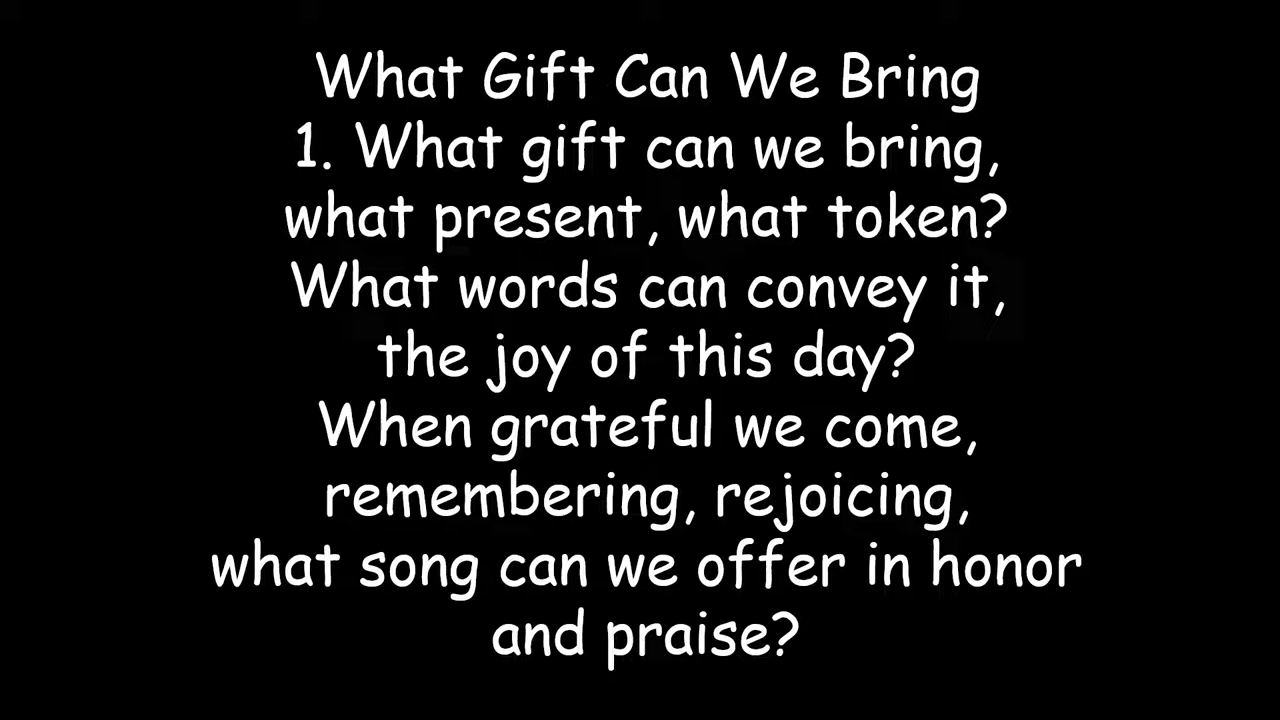 What Gift Can We Bring
1. What gift can we bring,
what present, what token?
What words can convey it,
the joy of this day?
When grateful we come,
remembering, rejoicing,
what song can we offer in honor
and praise?